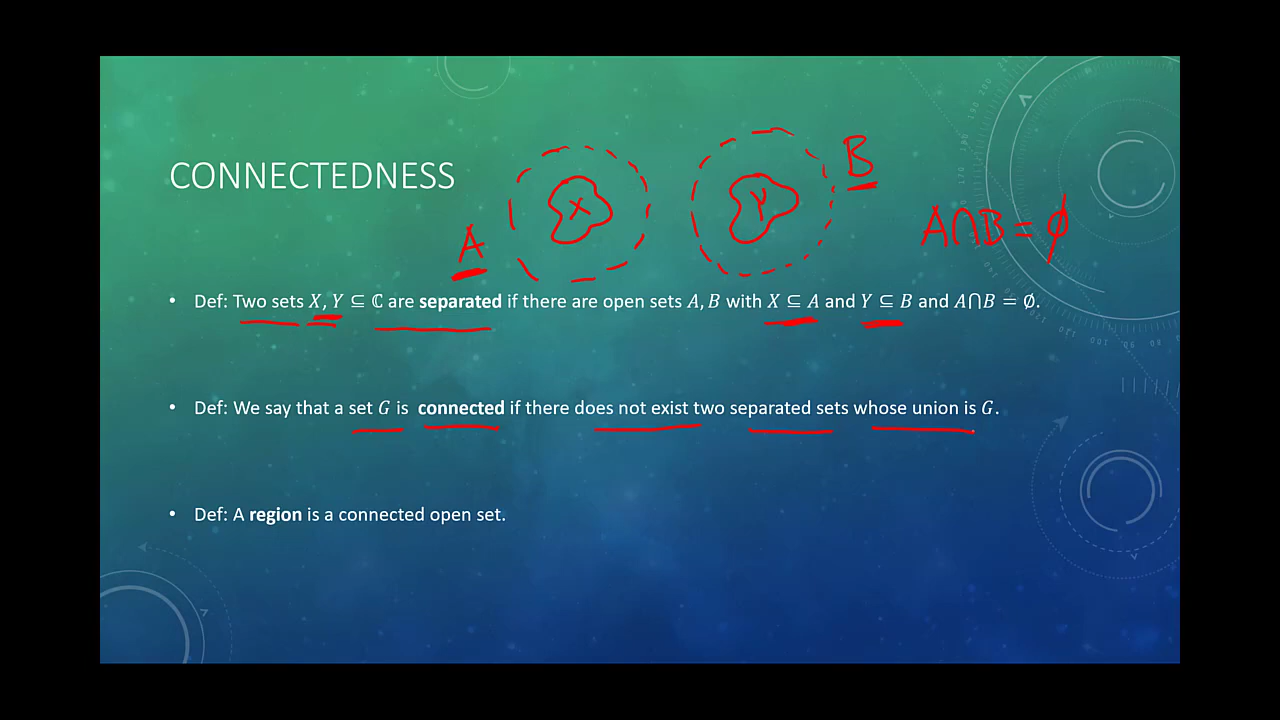 CONNECTEDNESS
X
Y
A
B
A∩B = ϕ
• Def: Two sets 𝑋, 𝑌 ⊆ ℂ are separated if there are open sets 𝐴, 𝐵 with 𝑋 ⊆ 𝐴 and 𝑌 ⊆ 𝐵 and 𝐴⋂𝐵 = ∅.
• Def: We say that a set 𝐺 is connected if there does not exist two separated sets whose union is 𝐺.
• Def: A region is a connected open set.